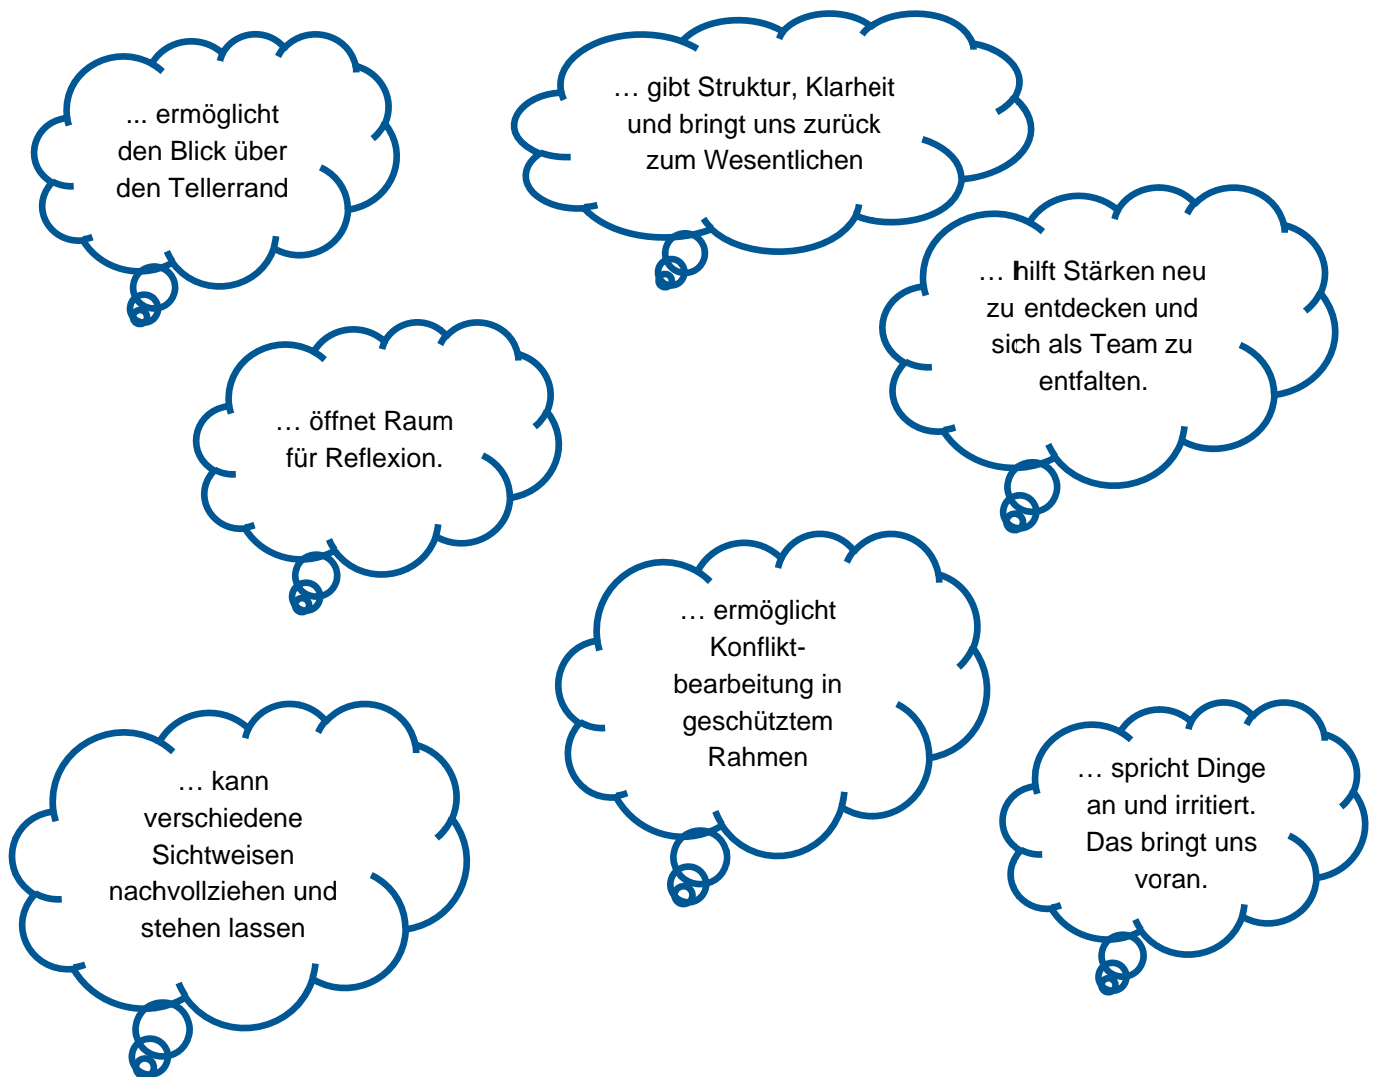 ... ermöglicht
den Blick über
den Tellerrand
… gibt Struktur, Klarheit
und bringt uns zurück
zum Wesentlichen
… hilft Stärken neu
zu entdecken und
sich als Team zu
entfalten.
… öffnet Raum
für Reflexion.
… ermöglicht
Konflikt-
bearbeitung in
geschütztem
Rahmen
… kann
verschiedene
Sichtweisen
nachvollziehen und
stehen lassen
… spricht Dinge
an und irritiert.
Das bringt uns
voran.